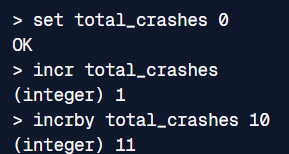 > set total_crashes 0
OK
> incr total_crashes
(integer) 1
> incrby total_crashes 10
(integer) 11